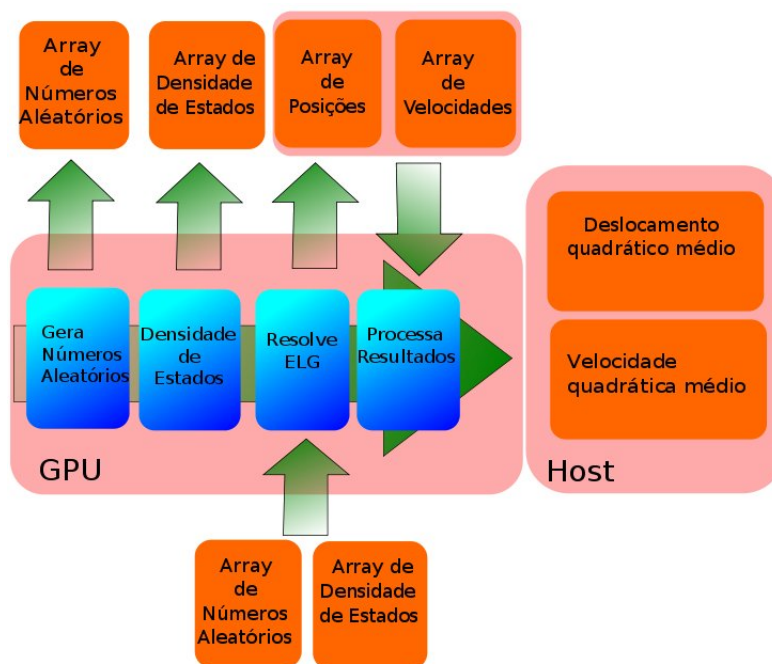 Array
de
Números
Aléatórios
Array de
Densidade
de Estados
Array
de
Posições
Array
de
Velocidades
Gera
Números
Aleatórios
Densidade
de
Estados
Resolve
ELG
Processa
Resultados
GPU
Deslocamento
quadrático médio
Velocidade
quadrática médio
Host
Array
de
Números
Aleatórios
Array de
Densidade
de Estados